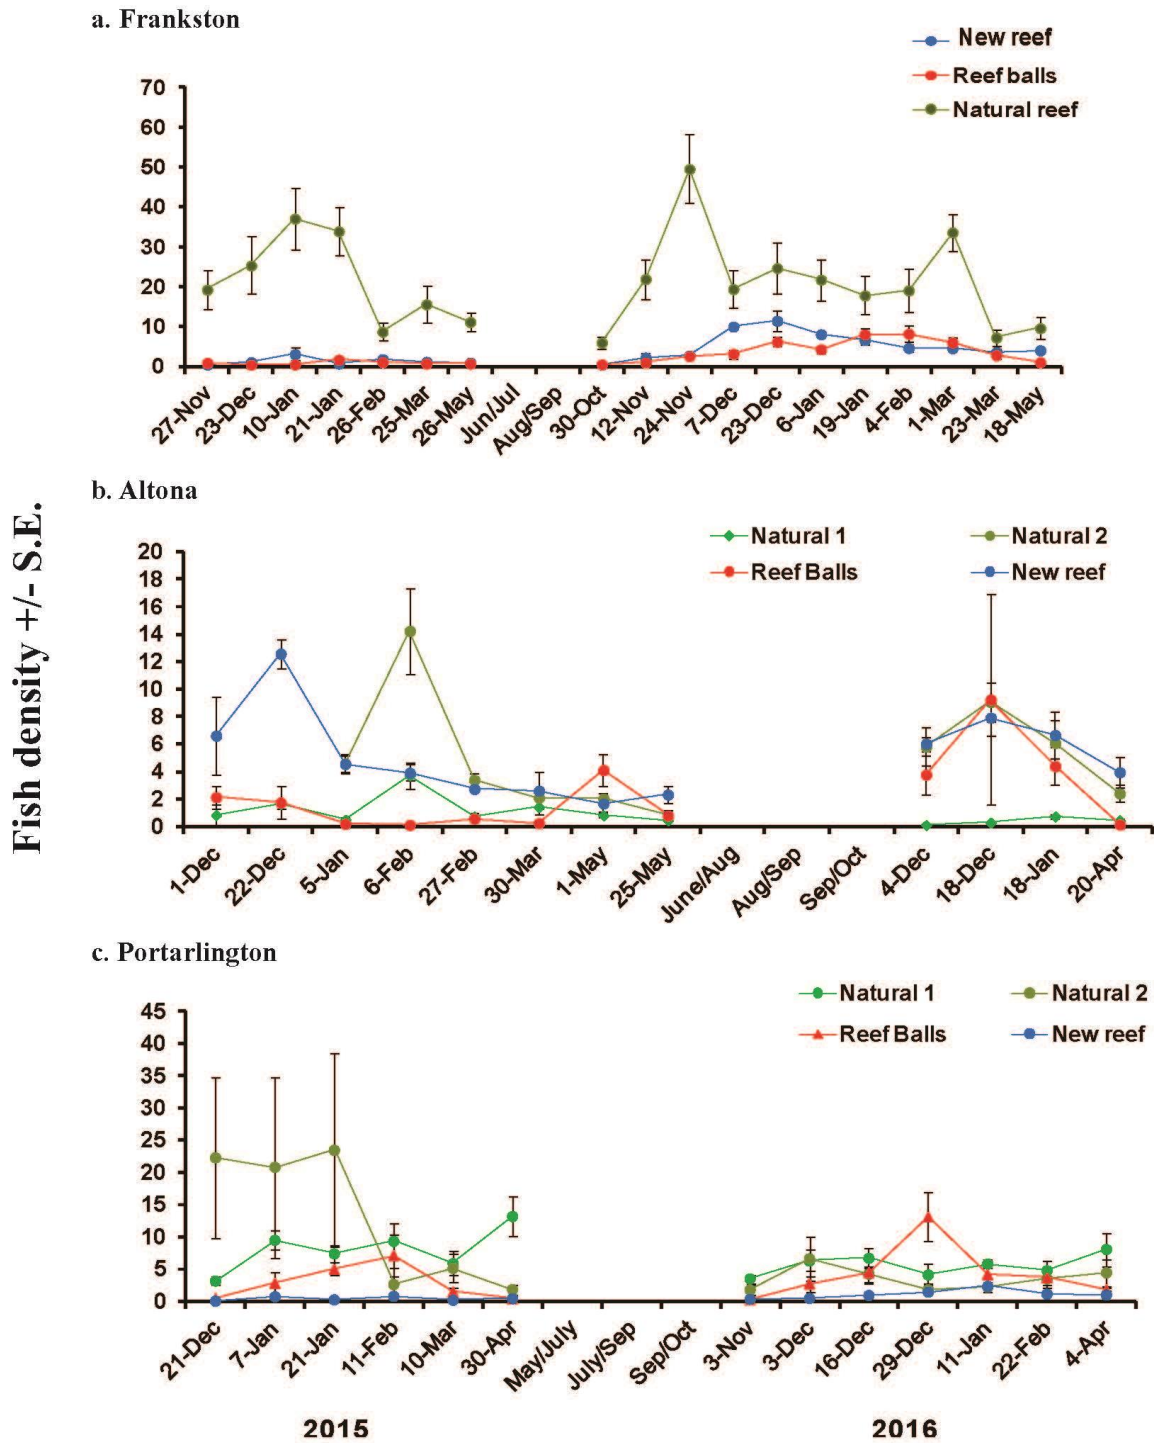 a. Frankston
New reef
Reef balls
Natural reef
70
60
50
40
30
20
10
0
27-Nov 23-Dec 10-Jan 21-Jan 26-Feb 25-Mar 26-May Jun/Jul Aug/Sep 30-Oct 12-Nov 24-Nov 7-Dec 23-Dec 6-Jan 19-Jan 4-Feb 1-Mar 23-Mar 18-May
Fish density +/- S.E.
b. Altona
Natural 1 Natural 2
Reef Balls New reef
20
18
16
14
12
10
8
6
4
2
0
1-Dec 22-Dec 5-Jan 6-Feb 27-Feb 30-Mar 1-May 25-May June/Aug Aug/Sep Sep/Oct 4-Dec 18-Dec 18-Jan 20-Apr
c. Portarlington
Natural 1 Natural 2
Reef Balls New reef
45
40
35
30
25
20
15
10
5
0
21-Dec 7-Jan 21-Jan 11-Feb 10-Mar 30-Apr May/July July/Sep Sep/Oct 3-Nov 3-Dec 16-Dec 29-Dec 11-Jan 22-Feb 4-Apr
2015 2016